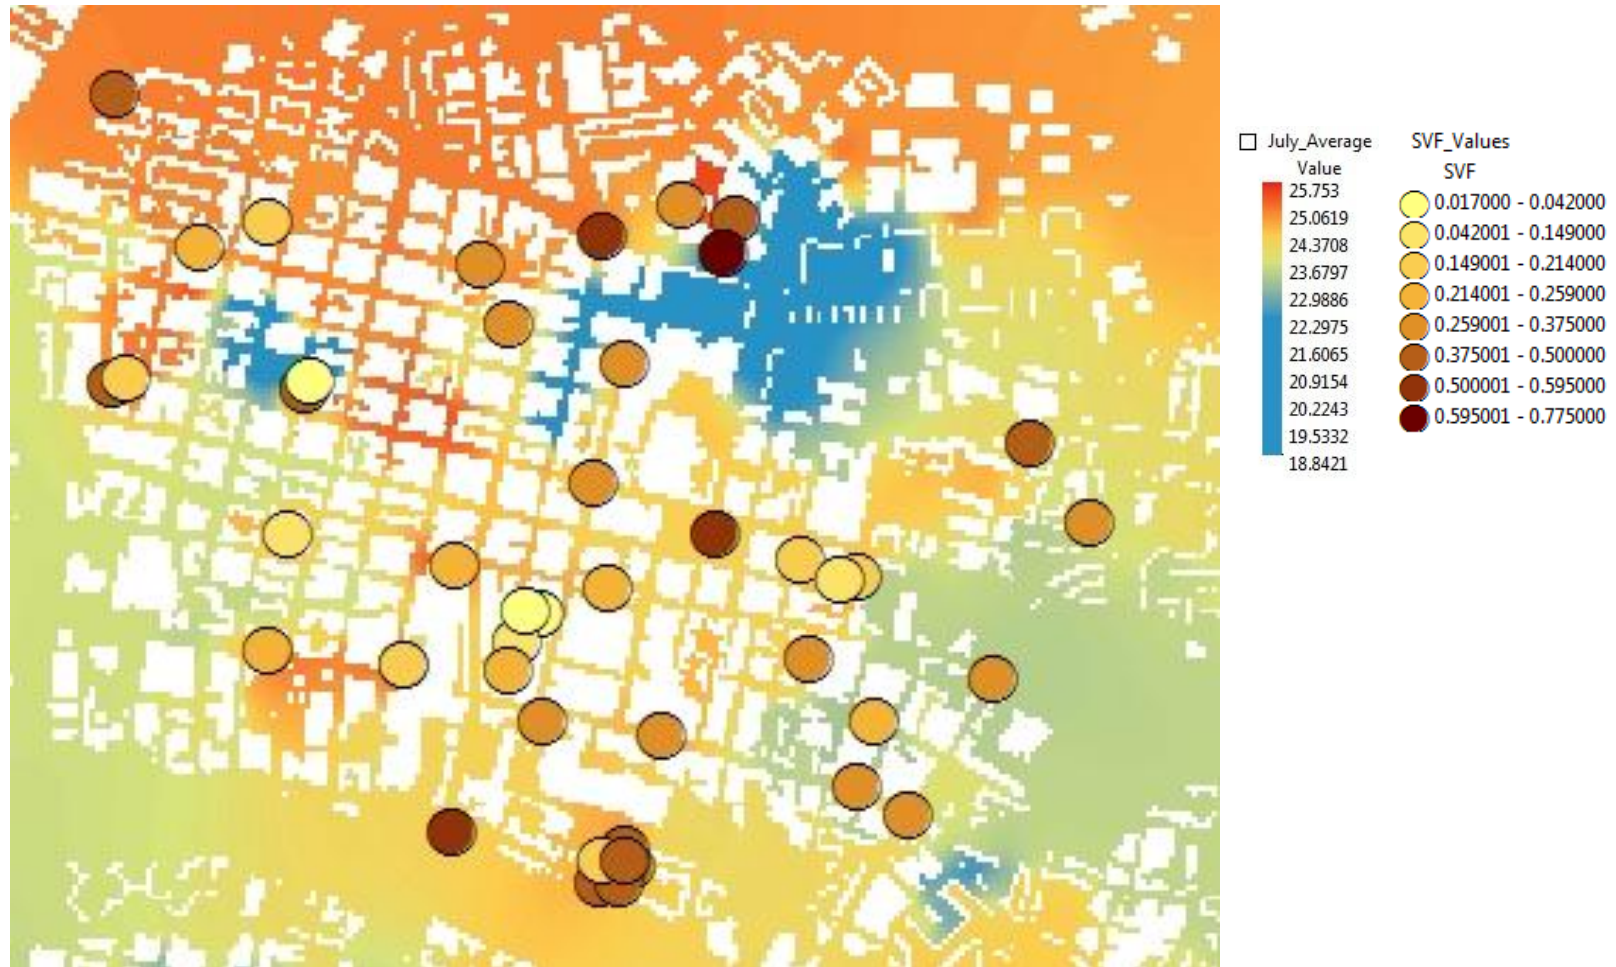 July_Average
Value
25.753
25.0619
24.3708
23.6797
22.9886
22.2975
21.6065
20.9154
20.2243
19.5332
18.8421
SVF_Values
SVF
0.017000 - 0.042000
0.042001 - 0.149000
0.149001 - 0.214000
0.214001 - 0.259000
0.259001 - 0.375000
0.375001 - 0.500000
0.500001 - 0.595000
0.595001 - 0.775000